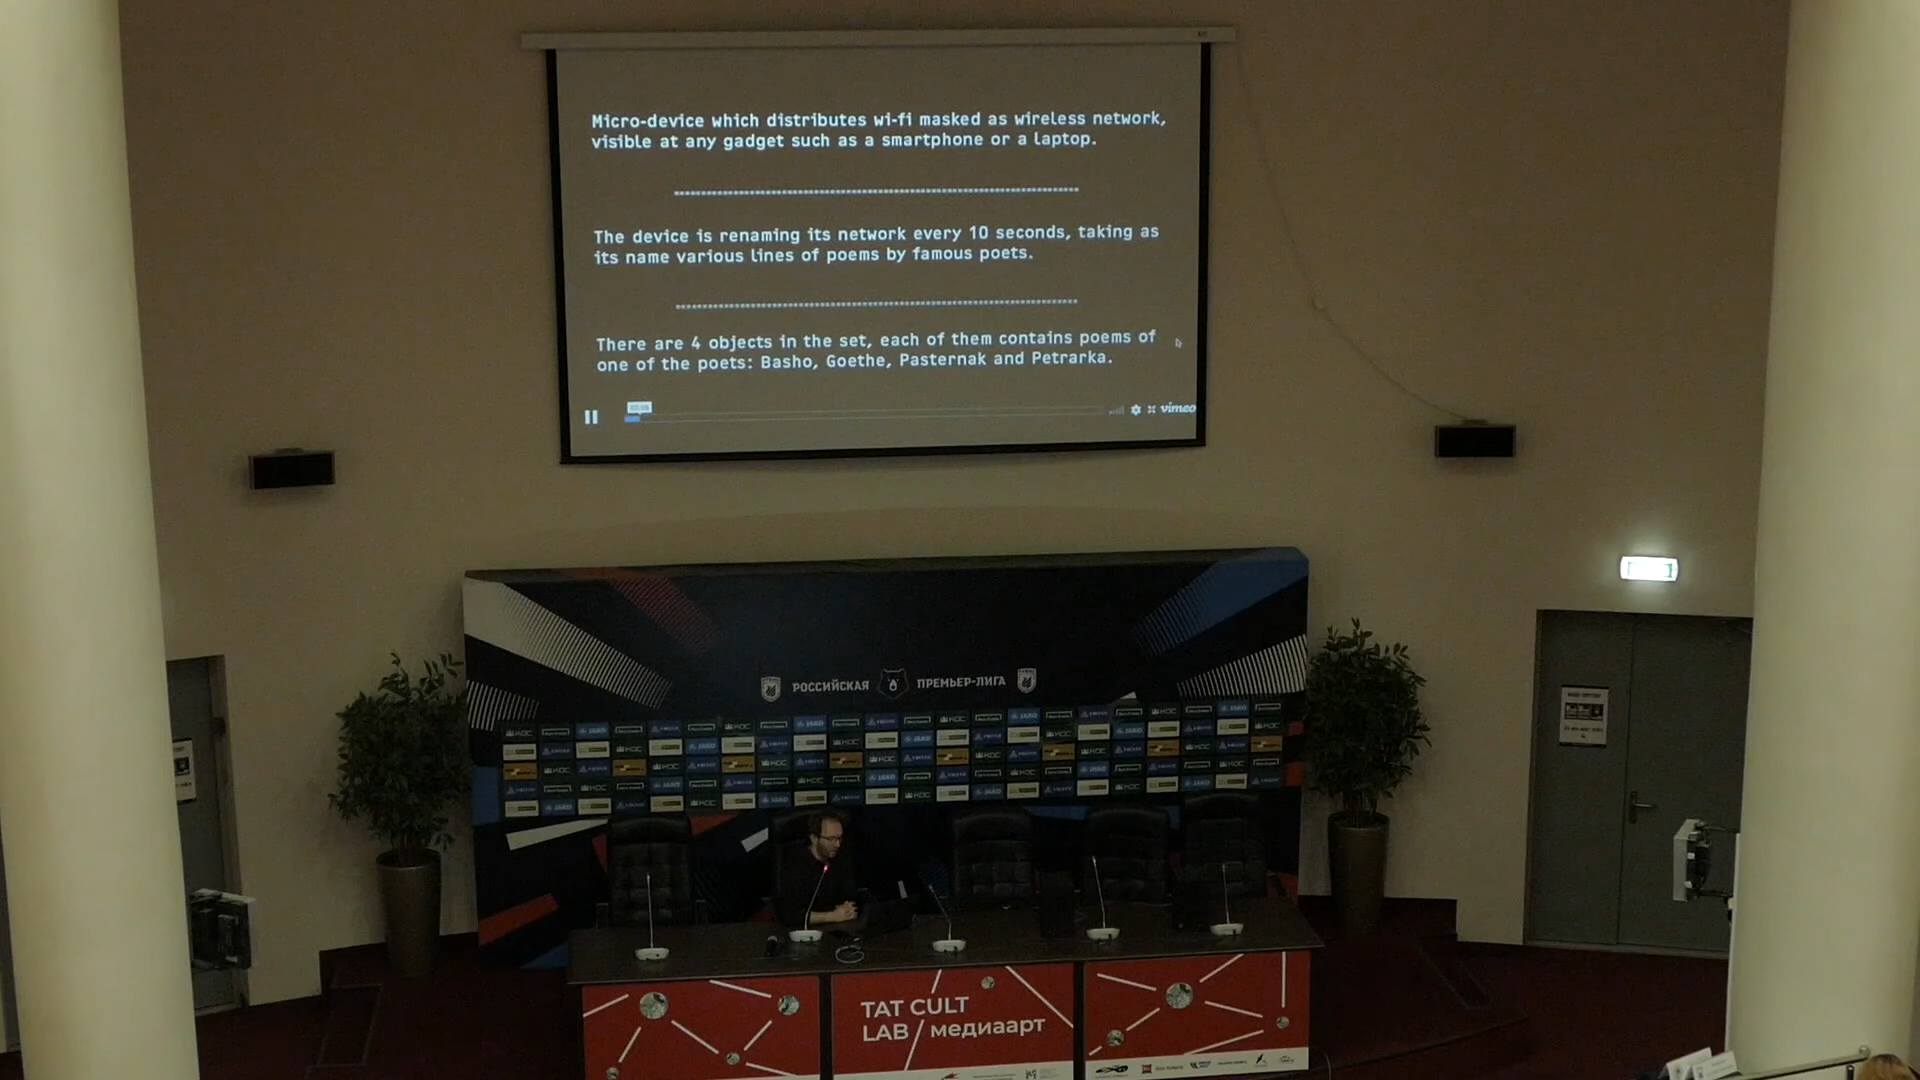 Micro-device which distributes wi-fi masked as wireless network,
visible at any gadget such as a smartphone or a laptop.
The device is renaming its network every 10 seconds, taking as
its name various lines of poems by famous poets.
There are 4 objects in the set, each of them contains poems of
one of the poets: Basho, Goethe, Pasternak and Petrarka.
vimeo
РОССИЙСКАЯ ПРЕМЬЕР-ЛИГА
TAT CULT
LAB / медиаарт